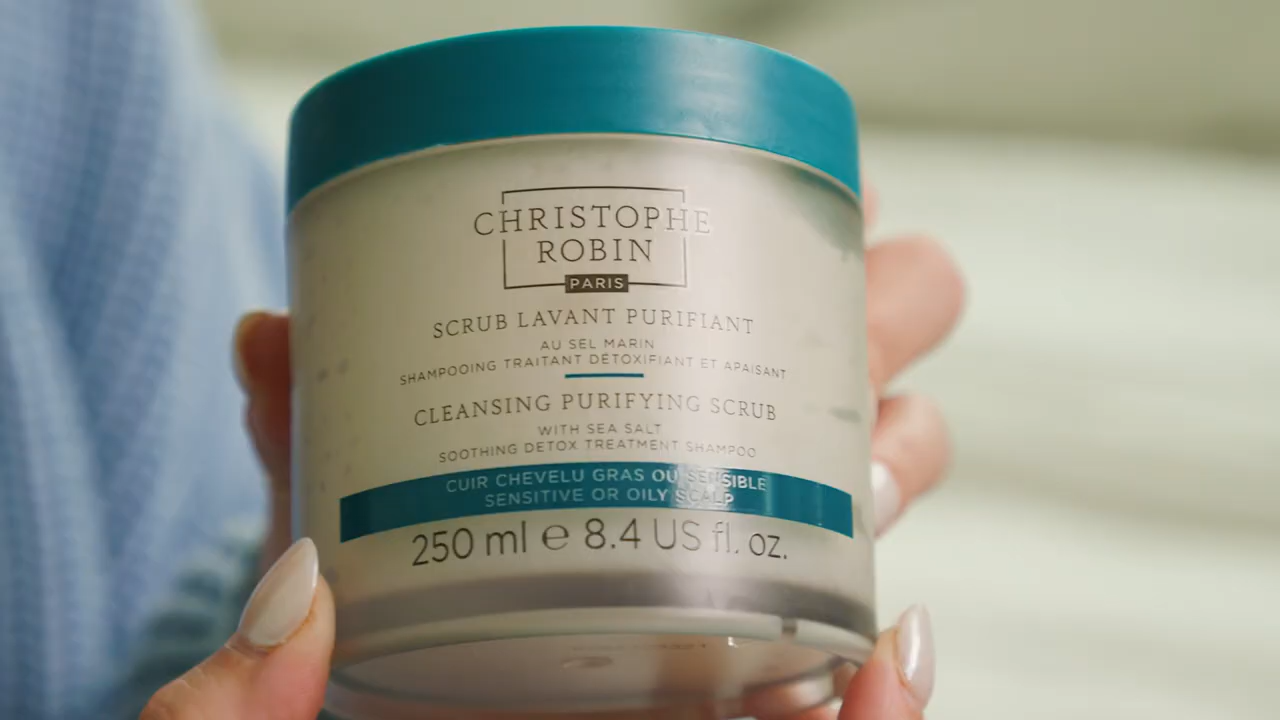 CHRISTOPHE
ROBIN
PARIS
SCRUB LAVANT PURIFIANT
AU SEL MARIN
SHAMPOOING TRAITANT DÉTOXIFIANT ET APAISANT
CLEANSING PURIFYING SCRUB
WITH SEA SALT
SOOTHING DETOX TREATMENT SHAMPOO
CUIR CHEVELU GRAS OU SENSIBLE
SENSITIVE OR OILY SCALP
250 ml e 8.4 US fl. oz.